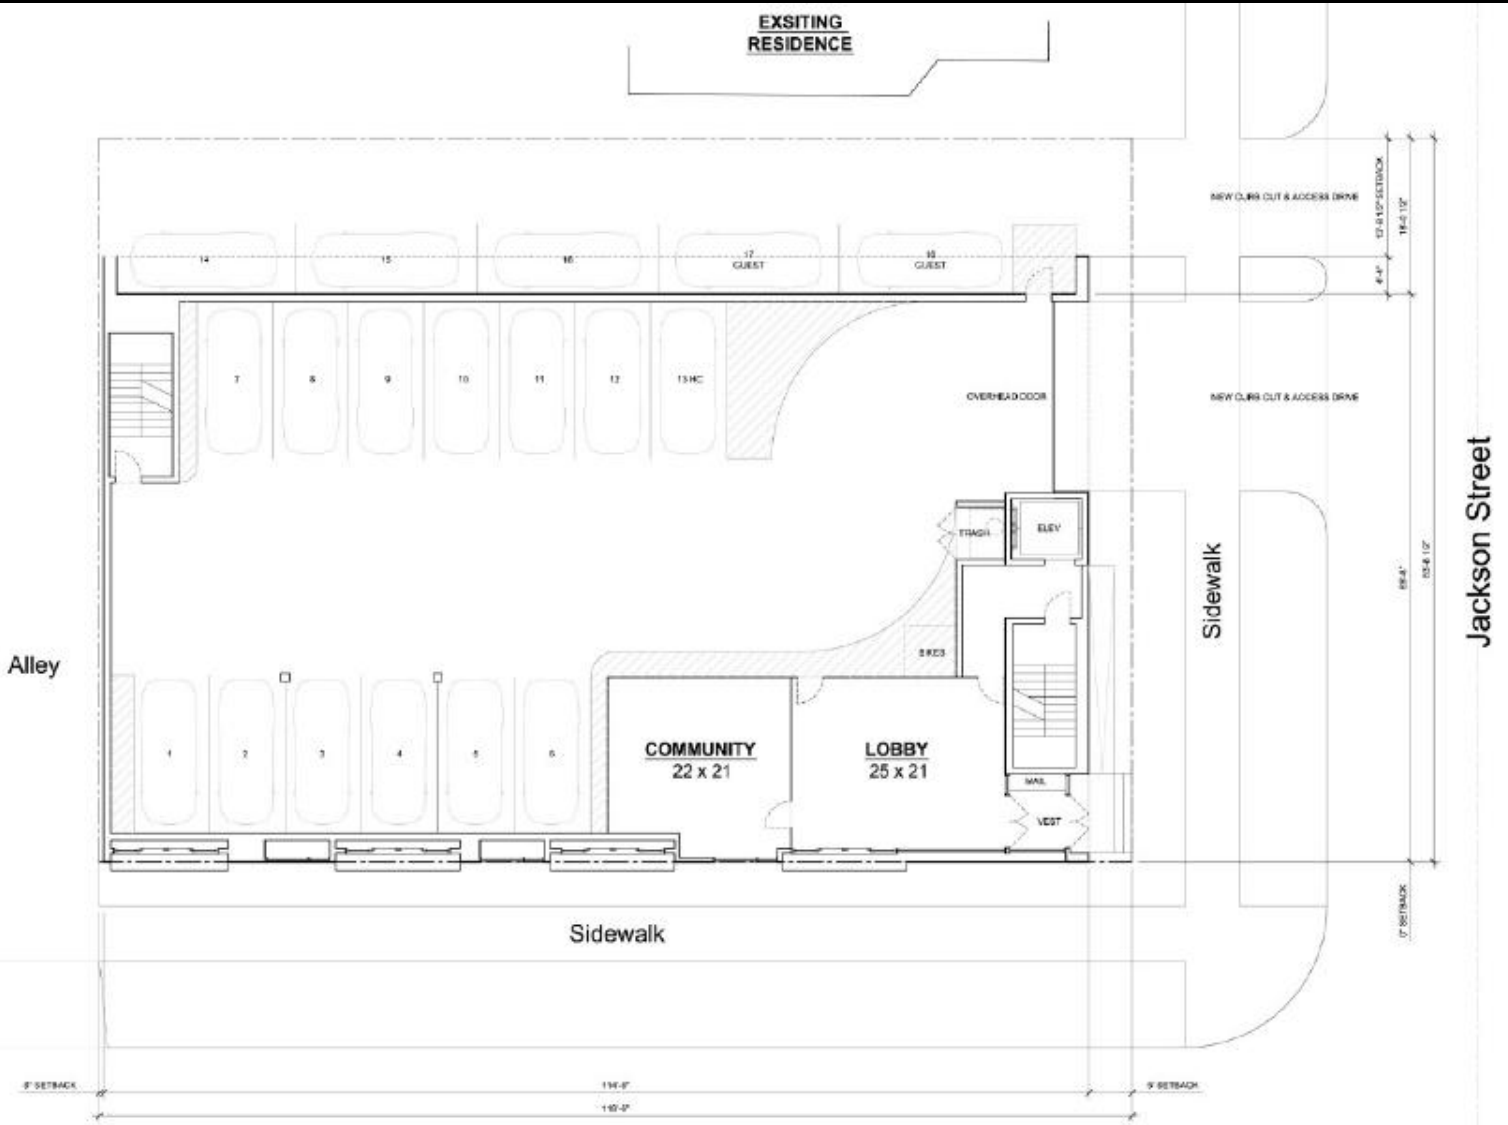 EXSITING
RESIDENCE
NEW CURB CUT & ACCESS DRIVE
14
15
16
17
GUEST
18
GUEST
7
8
9
10
11
12
13 HC
OVERHEAD DOOR
NEW CURB CUT & ACCESS DRIVE
TRASH
ELEV
Sidewalk
Jackson Street
Alley
BIKES
1
2
3
4
5
6
COMMUNITY
22 x 21
LOBBY
25 x 21
MAIL
VEST
0" SETBACK
Sidewalk
SETBACK
SETBACK